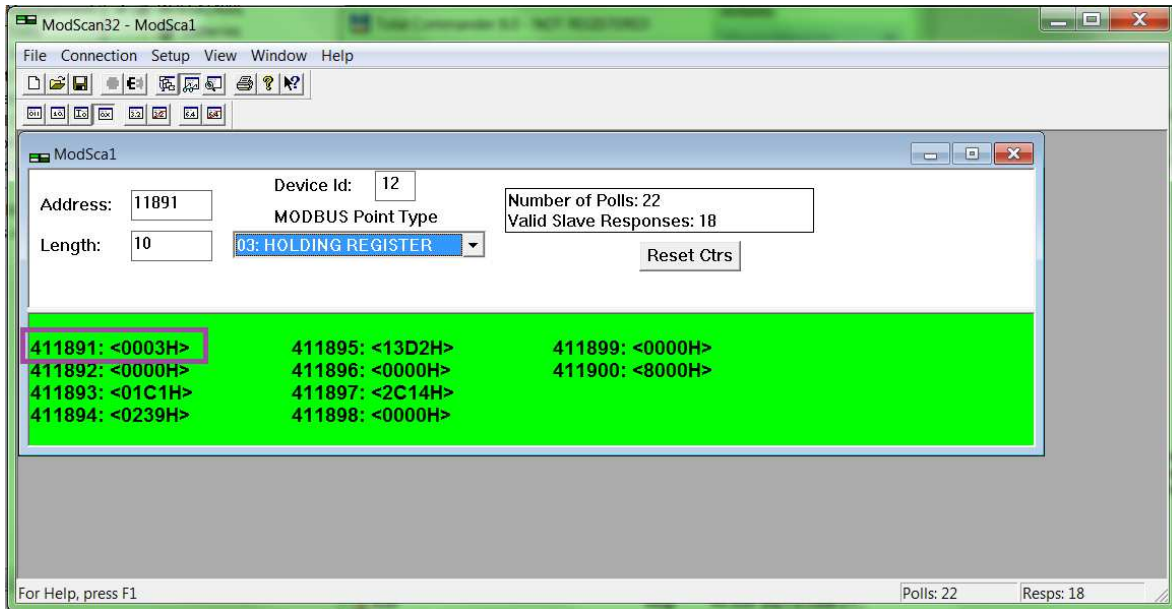 ModScan32 - ModSca1
File Connection Setup View Window Help
ModSca1
Address: 11891
Device Id: 12
MODBUS Point Type
Length: 10
03: HOLDING REGISTER
Number of Polls: 22
Valid Slave Responses: 18
Reset Ctrs
411891: <0003H>
411892: <0000H>
411893: <01C1H>
411894: <0239H>
411895: <13D2H>
411896: <0000H>
411897: <2C14H>
411898: <0000H>
411899: <0000H>
411900: <8000H>
For Help, press F1
Polls: 22
Resps: 18